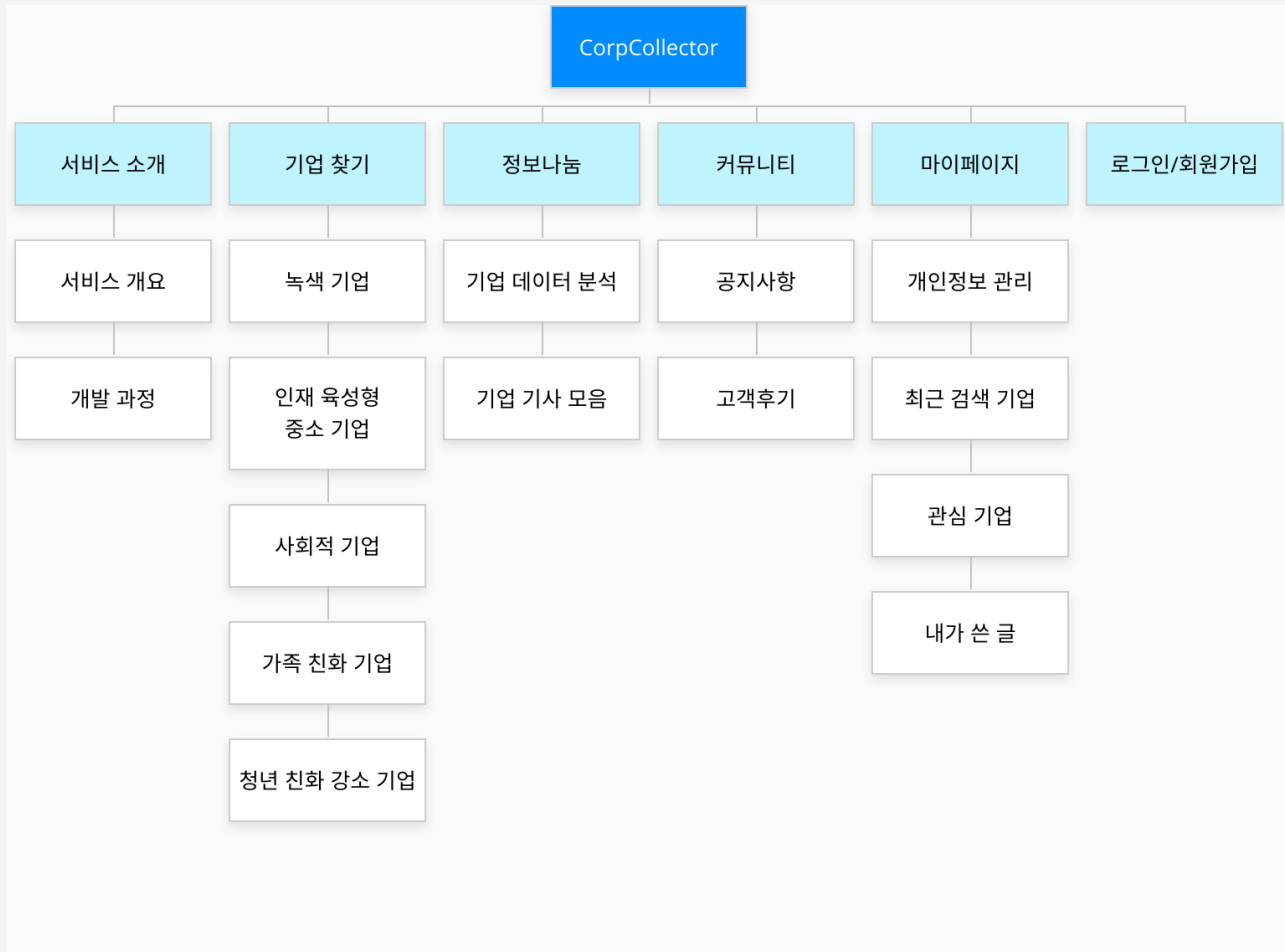 CorpCollector
서비스 소개
기업 찾기
정보나눔
커뮤니티
마이페이지
로그인/회원가입
서비스 개요
녹색 기업
기업 데이터 분석
공지사항
개인정보 관리
개발 과정
인재 육성형
중소 기업
기업 기사 모음
고객후기
최근 검색 기업
사회적 기업
관심 기업
가족 친화 기업
내가 쓴 글
청년 친화 강소 기업